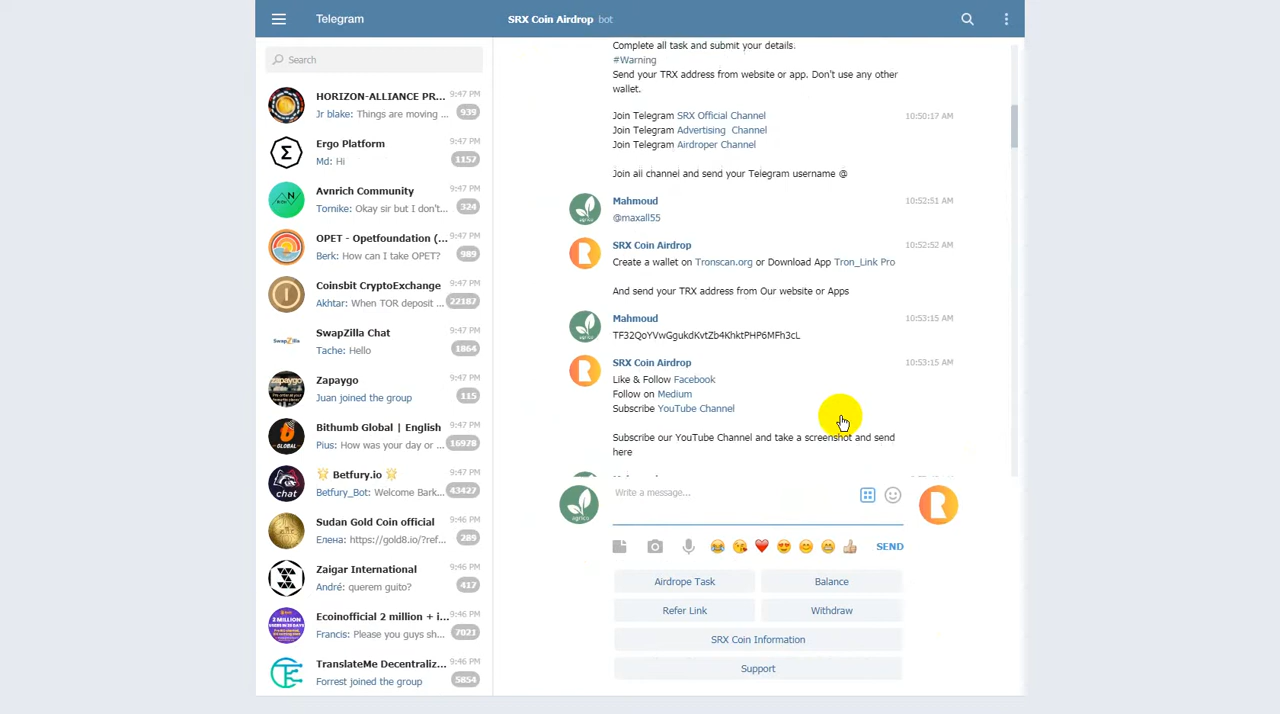 Telegram
SRX Coin Airdrop bot
Search
HORIZON-ALLIANCE PR... 9:47 PM
Jr blake: Things are moving ... 939
Ergo Platform 9:47 PM
Md: Hi 1157
Avnrich Community 9:47 PM
Tornike: Okay sir but I don't... 324
OPET - Opetfoundation (... 9:47 PM
Berk: How can I take OPET? 989
Coinsbit CryptoExchange 9:47 PM
Akhtar: When TOR deposit ... 22187
SwapZilla Chat 9:47 PM
Tache: Hello 1864
Zapaygo 9:47 PM
Juan joined the group 115
Bithumb Global | English 9:47 PM
Pius: How was your day or ... 16978
Betfury.io 9:47 PM
Betfury_Bot: Welcome Bark... 43427
Sudan Gold Coin official 9:46 PM
Елена: https://gold8.io/?ref... 289
Zaigar International 9:46 PM
André: querem guito? 417
Ecoinofficial 2 million + i... 9:46 PM
Francis: Please you guys sh... 7021
TranslateMe Decentraliz... 9:46 PM
Forrest joined the group 5854
Complete all task and submit your details.
#Warning
Send your TRX address from website or app. Don't use any other
wallet.
Join Telegram SRX Official Channel 10:50:17 AM
Join Telegram Advertising Channel
Join Telegram Airdroper Channel
Join all channel and send your Telegram username @
Mahmoud 10:52:51 AM
@maxall55
SRX Coin Airdrop 10:52:52 AM
Create a wallet on Tronscan.org or Download App Tron_Link Pro
And send your TRX address from Our website or Apps
Mahmoud 10:53:15 AM
TF32QoYVwGgukdKvtZb4KhktPHP6MFh3cL
SRX Coin Airdrop 10:53:15 AM
Like & Follow Facebook
Follow on Medium
Subscribe YouTube Channel
Subscribe our YouTube Channel and take a screenshot and send
here
Write a message...
SEND
Airdrope Task
Balance
Refer Link
Withdraw
SRX Coin Information
Support